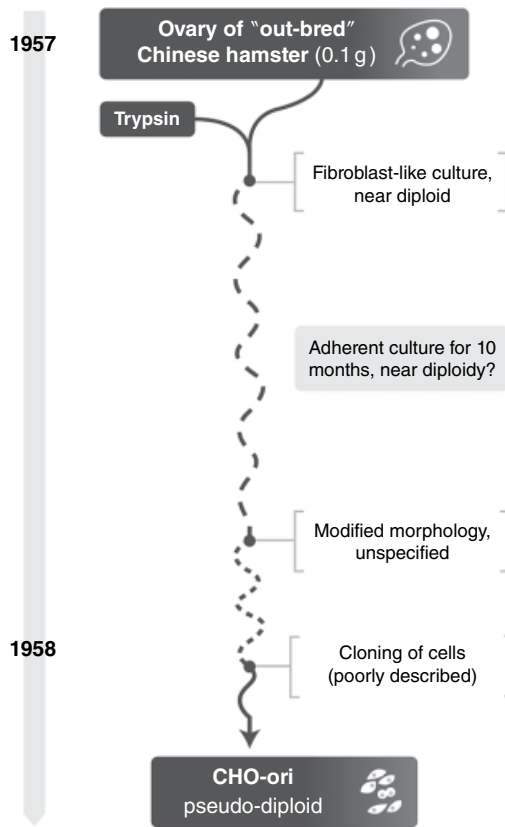 1957
Ovary of "out-bred"
Chinese hamster (0.1 g)
Trypsin
Fibroblast-like culture,
near diploid
Adherent culture for 10
months, near diploidy?
Modified morphology,
unspecified
1958
Cloning of cells
(poorly described)
CHO-ori
pseudo-diploid